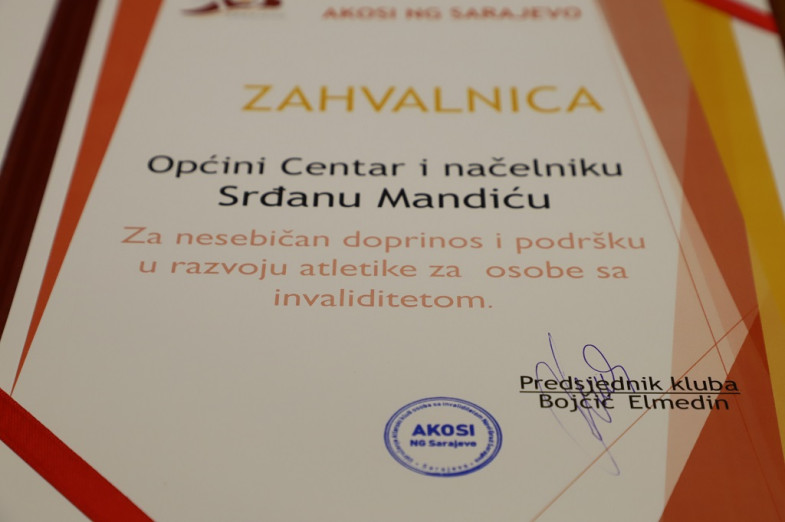 AKOSI NG SARAJEVO
ZAHVALNICA
Općini Centar i načelniku
Srđanu Mandiću
Za nesebičan doprinos i podršku
u razvoju atletike za osobe sa
invaliditetom.
Predsjednik kluba
Bojčić Elmedin
AKOSI
NG Sarajevo